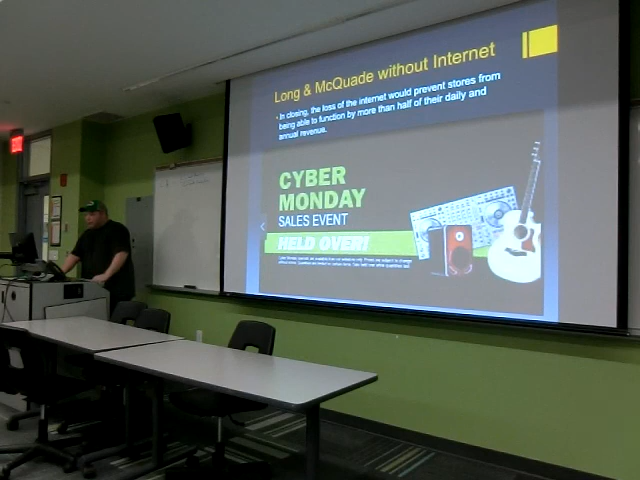 Long & McQuade without Internet
In closing, the loss of the internet would prevent stores from
being able to function by more than half of their daily and
annual revenue.
CYBER
MONDAY
SALES EVENT
HELD OVER!